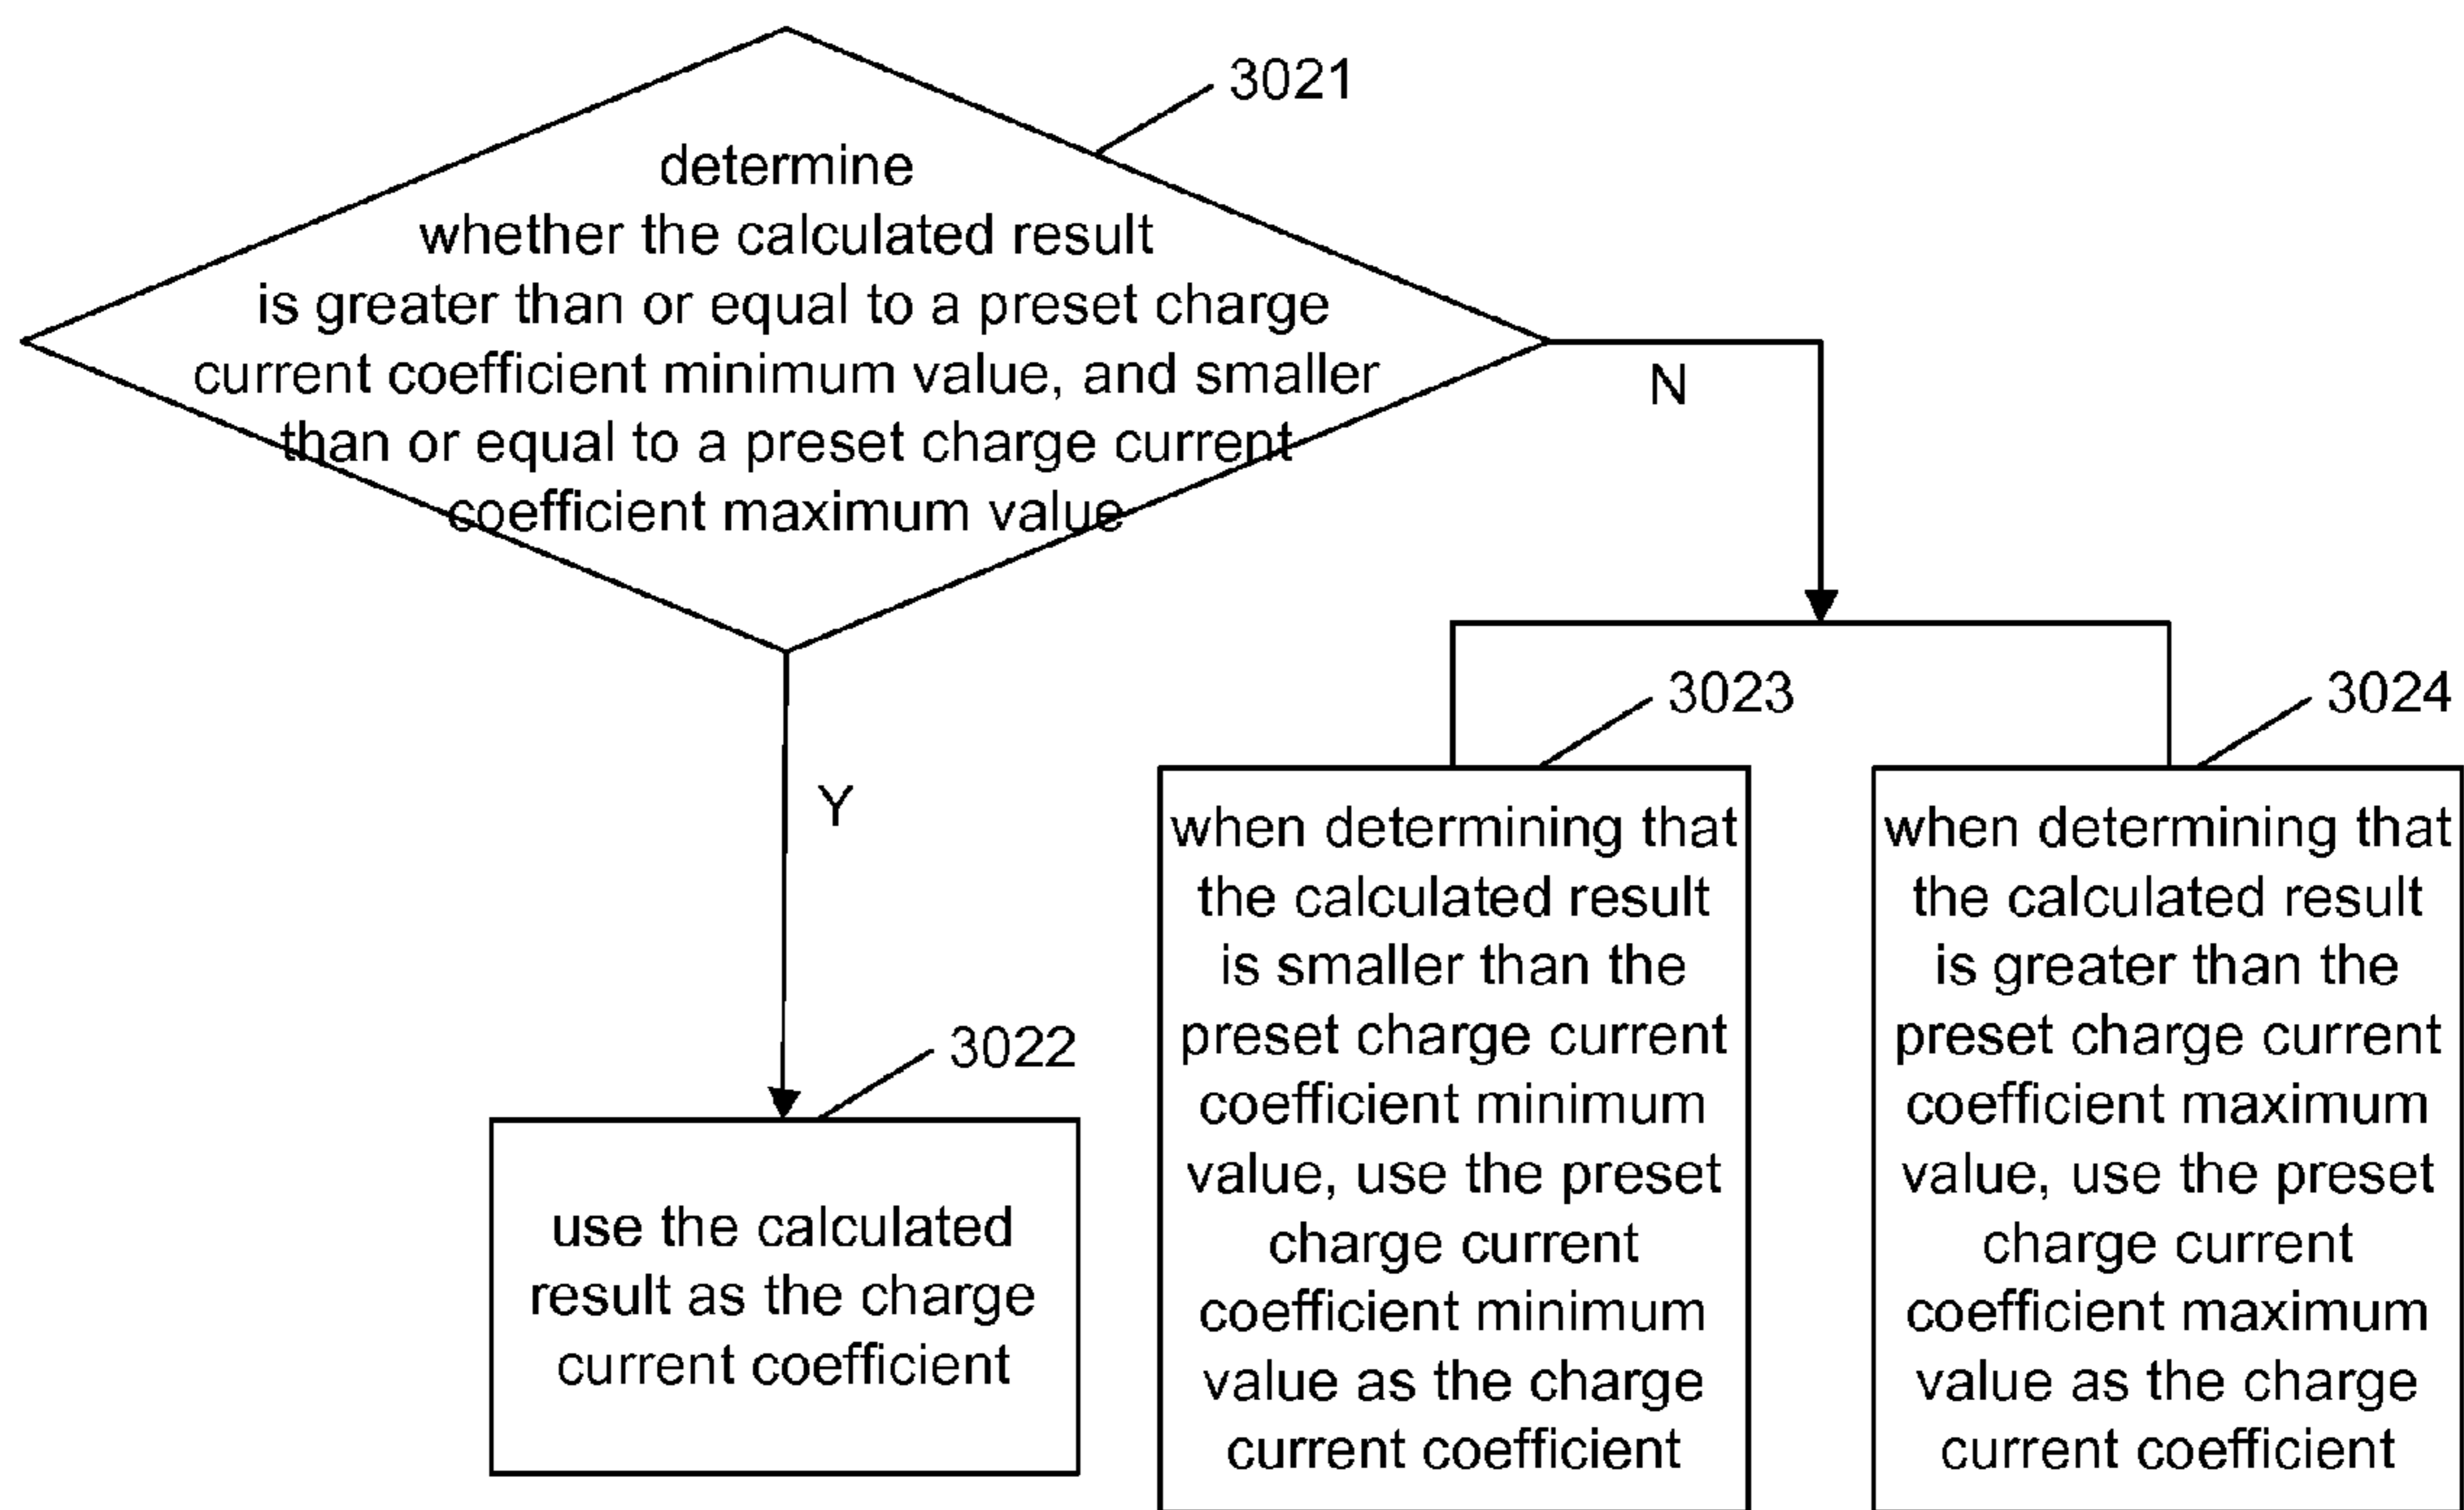 3021
determine
whether the calculated result
is greater than or equal to a preset charge
current coefficient minimum value, and smaller
than or equal to a preset charge current
coefficient maximum value
N
Y
3022
use the calculated
result as the charge
current coefficient
3023
when determining that
the calculated result
is smaller than the
preset charge current
coefficient minimum
value, use the preset
charge current
coefficient minimum
value as the charge
current coefficient
3024
when determining that
the calculated result
is greater than the
preset charge current
coefficient maximum
value, use the preset
charge current
coefficient maximum
value as the charge
current coefficient